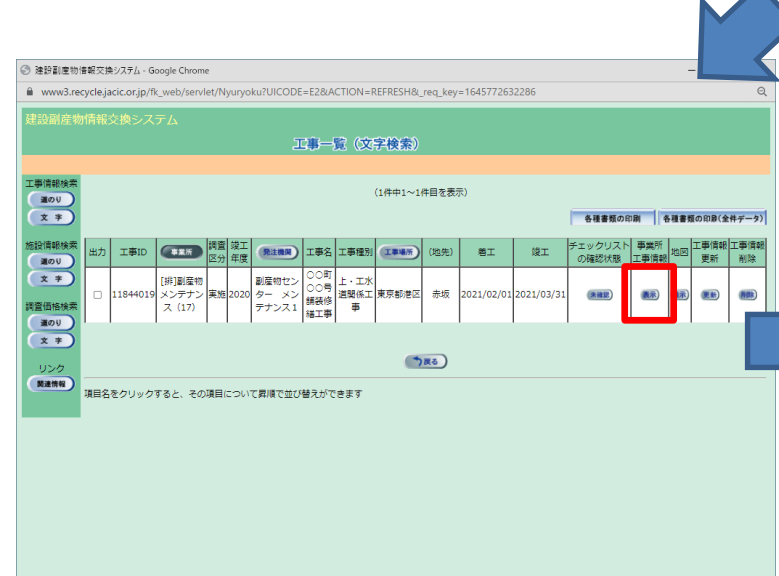 建設副産物情報交換システム - Google Chrome
www3.recycle.jacic.or.jp/fk_web/servlet/Nyuryoku?UICODE=E2&ACTION=REFRESH&_req_key=1645772632286
建設副産物情報交換システム
工事一覧（文字検索）
工事情報検索
道のり
文 字
施設情報検索
道のり
文 字
調査価格検索
道のり
文 字
リンク
関連情報
（1件中1～1件目を表示）
各種書類の印刷 各種書類の印刷(全件データ)
出力 工事ID 事業所 調査区分 竣工年度 発注機関 工事名 工事種別 工事場所 （地先） 着工 竣工 チェックリストの確認状態 事業所工事情報 地図 工事情報更新 工事情報削除
11844019 [排]副産物メンテナンス（17） 実施 2020 副産物センター メンテナンス1 〇〇町〇〇号舗装修繕工事 上・工水道関係工事 東京都港区 赤坂 2021/02/01 2021/03/31 未確認 表示 示 更新 削除
戻る
項目名をクリックすると、その項目について昇順で並び替えができます